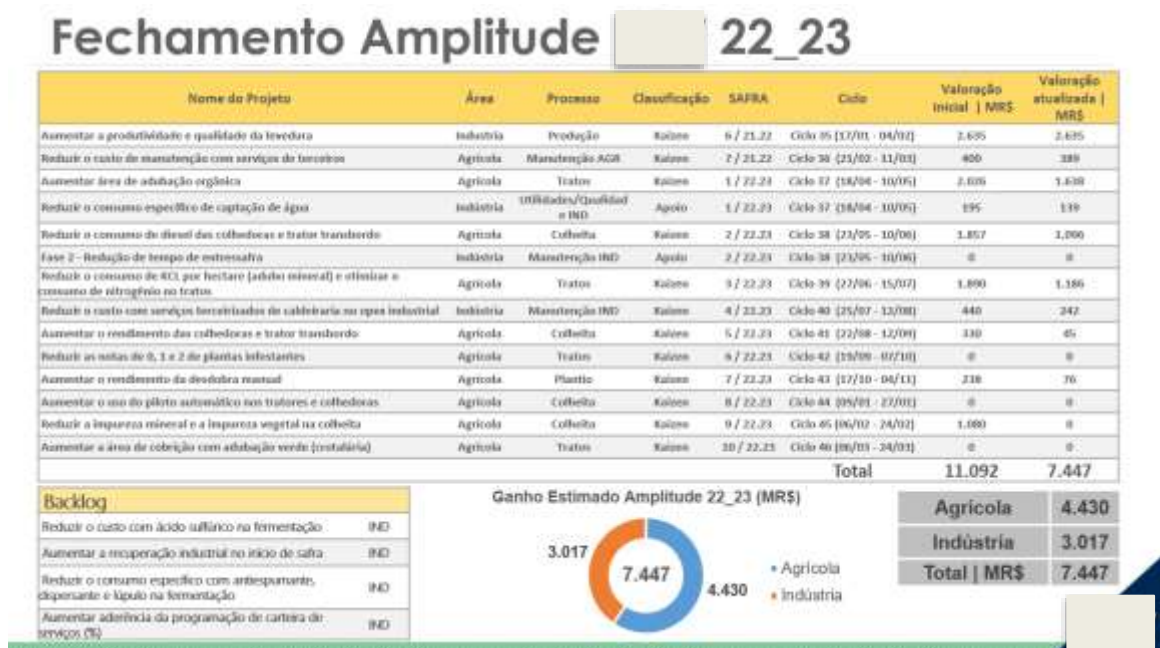 Fechamento Amplitude 22_23
Nome do Projeto Área Processo Classificação SAFRA Ciclo Valoração inicial | MR$ Valoração atualizada | MR$
Aumentar a produtividade e qualidade da levedura Industria Produção Kaizen 6 / 21.22 Ciclo 35 (17/01 - 04/02) 2.635 2.635
Reduzir o custo de manutenção com serviços de terceiros Agrícola Manutenção AGR Kaizen 7 / 21.22 Ciclo 36 (21/02 - 11/03) 400 389
Aumentar área de adubação orgânica Agrícola Tratos Kaizen 1 / 22.23 Ciclo 37 (18/04 - 10/05) 2.026 1.638
Reduzir o consumo específico de captação de água Indústria Utilidades/Qualidad
e IND Apoio 1 / 22.23 Ciclo 37 (18/04 - 10/05) 195 139
Reduzir o consumo de diesel das colhedoras e trator transbordo Agrícola Colheita Kaizen 2 / 22.23 Ciclo 38 (23/05 - 10/06) 1.857
Fase 2 - Redução de tempo de entressafra Indústria Manutenção IND Apoio 2 / 22.23 Ciclo 38 (23/05 - 10/06) 0 0
Reduzir o consumo de KCL por hectare (adubo mineral) e otimizar o
consumo de nitrogênio no tratos Agrícola Tratos Kaizen 3 / 22.23 Ciclo 39 (27/06 - 15/07) 1.890 1.186
Reduzir o custo com serviços terceirizados de caldeiraria no opex industrial Indústria Manutenção IND Kaizen 4 / 22.23 Ciclo 40 (25/07 - 12/08) 440 242
Aumentar o rendimento das colhedoras e trator transbordo Agrícola Colheita Kaizen 5 / 22.23 Ciclo 41 (22/08 - 12/09) 330 45
Reduzir as notas de 0, 1 e 2 de plantas infestantes Agrícola Tratos Kaizen 6 / 22.23 Ciclo 42 (19/09 - 07/10) 0 0
Aumentar o rendimento da desdobra manual Agrícola Plantio Kaizen 7 / 22.23 Ciclo 43 (17/10 - 04/11) 238 76
Aumentar o uso do piloto automático nos tratores e colhedoras Agrícola Colheita Kaizen 8 / 22.23 Ciclo 44 (09/01 - 27/01) 0 0
Reduzir a impureza mineral e a impureza vegetal na colheita Agrícola Colheita Kaizen 9 / 22.23 Ciclo 45 (06/02 - 24/02) 1.080 0
Aumentar a área de cobrição com adubação verde (crotalária) Agrícola Tratos Kaizen 10 / 22.23 Ciclo 46 (06/03 - 24/03) 0 0
Total 11.092 7.447
Backlog
Reduzir o custo com ácido sulfúrico na fermentação IND
Aumentar a recuperação industrial no início de safra IND
Reduzir o consumo específico com antiespumante,
dispersante e lúpulo na fermentação IND
Aumentar aderência da programação de carteira de
serviços (%) IND
Ganho Estimado Amplitude 22_23 (MR$)
3.017
7.447
4.430
Agrícola
Indústria
Agrícola 4.430
Indústria 3.017
Total | MR$ 7.447